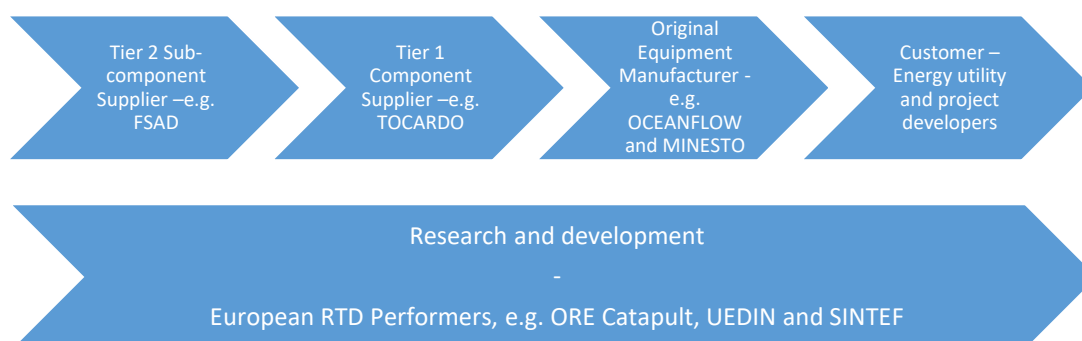 Tier 2 Sub-
component
Supplier –e.g.
FSAD
Tier 1
Component
Supplier –e.g.
TOCARDO
Original
Equipment
Manufacturer -
e.g.
OCEANFLOW
and MINESTO
Customer –
Energy utility
and project
developers
Research and development
-
European RTD Performers, e.g. ORE Catapult, UEDIN and SINTEF